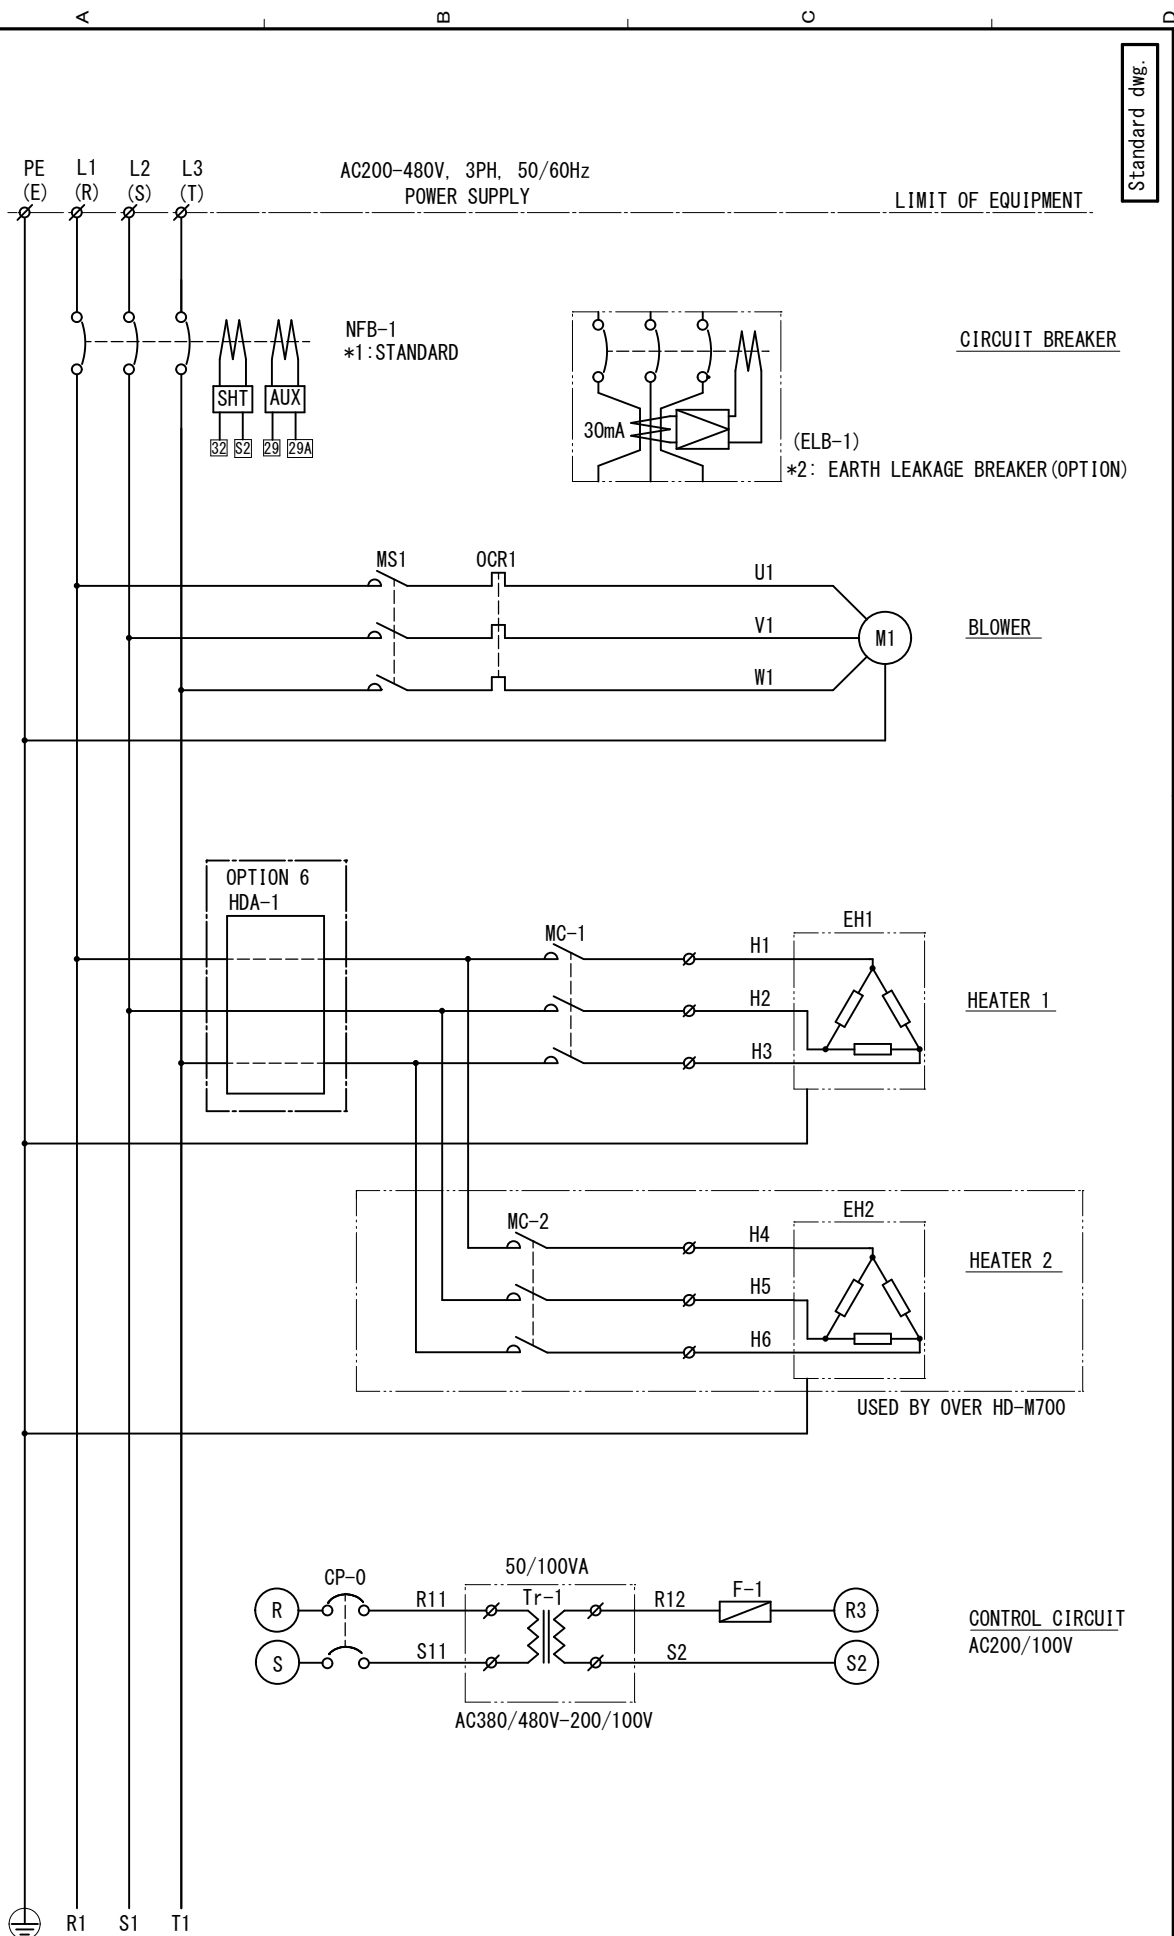 A
B
C
D
Standard dwg.
PE
(E)
L1
(R)
L2
(S)
L3
(T)
AC200-480V, 3PH, 50/60Hz
POWER SUPPLY
LIMIT OF EQUIPMENT
NFB-1
*1:STANDARD
SHT
AUX
32
S2
29
29A
CIRCUIT BREAKER
30mA
(ELB-1)
*2: EARTH LEAKAGE BREAKER(OPTION)
MS1
OCR1
U1
V1
W1
M1
BLOWER
OPTION 6
HDA-1
MC-1
H1
H2
H3
EH1
HEATER 1
MC-2
H4
H5
H6
EH2
HEATER 2
USED BY OVER HD-M700
50/100VA
CP-0
R
R11
Tr-1
R12
F-1
R3
S
S11
S2
S2
CONTROL CIRCUIT
AC200/100V
AC380/480V-200/100V
R1
S1
T1